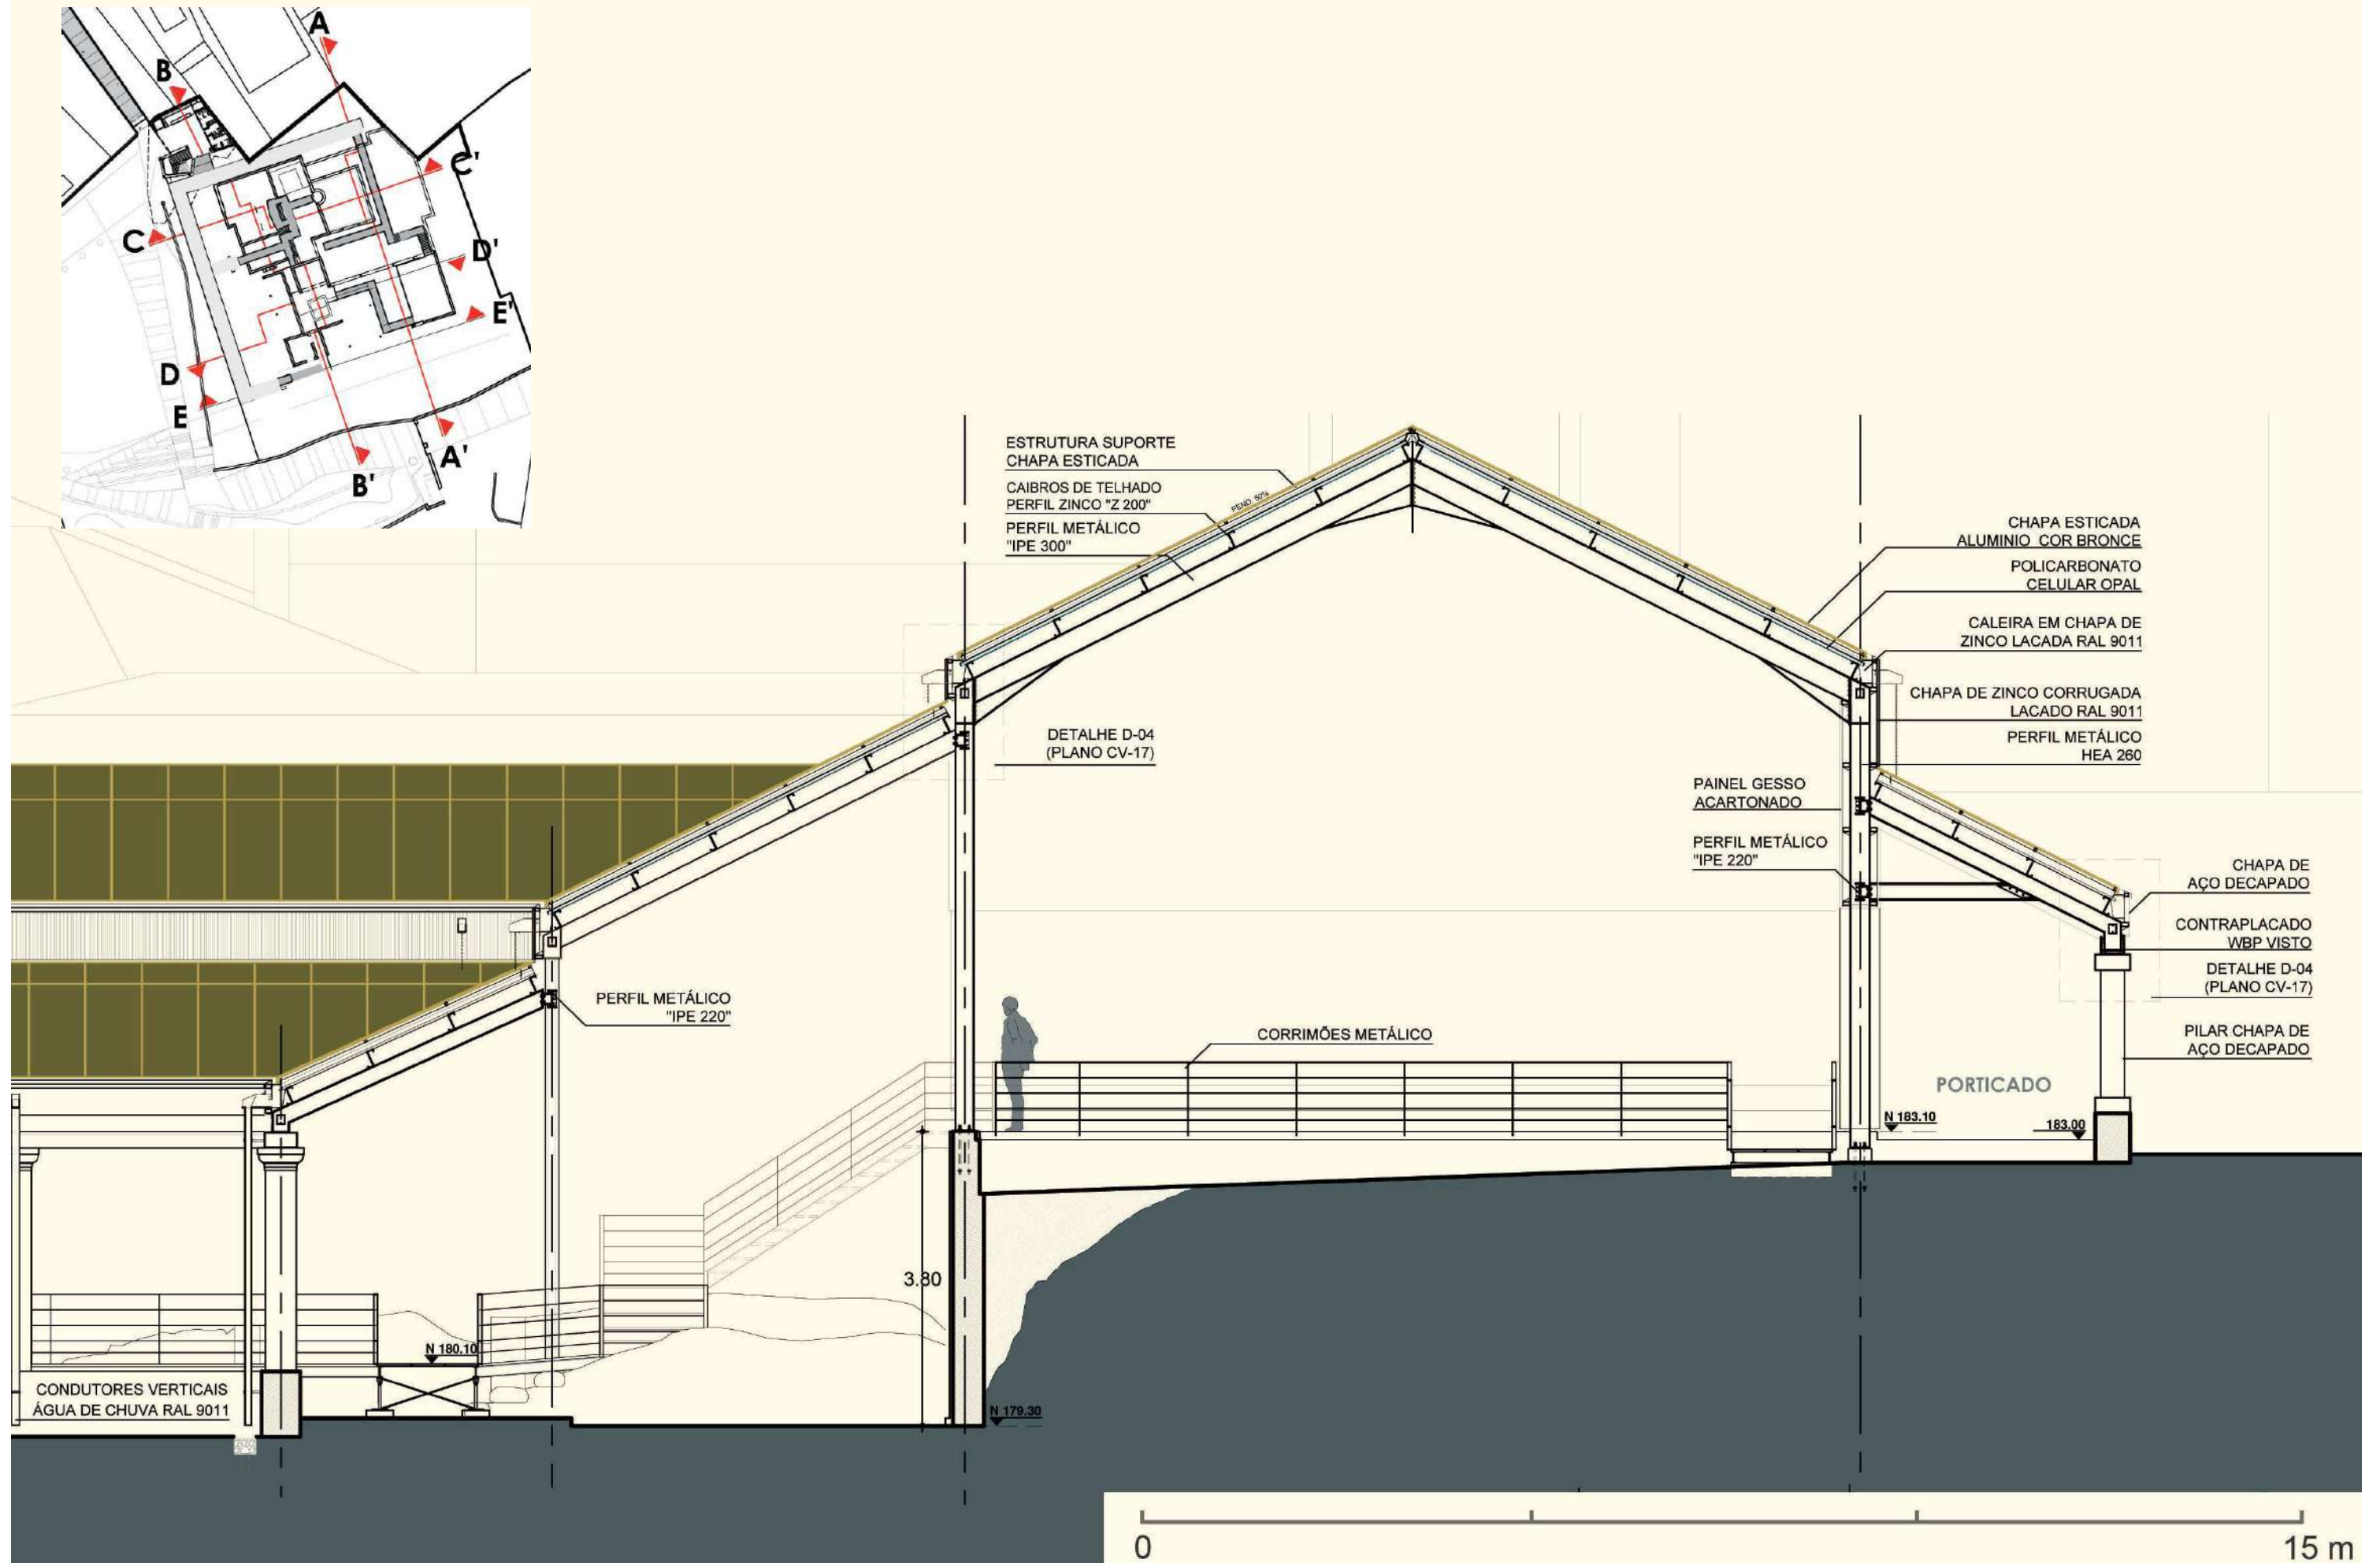 A
B
C'
C
D'
E'
D
E
A'
B'
ESTRUTURA SUPORTE
CHAPA ESTICADA
CAIBROS DE TELHADO
PERFIL ZINCO "Z 200"
PERFIL METÁLICO
"IPE 300"
PEND. 50%
CHAPA ESTICADA
ALUMINIO COR BRONCE
POLICARBONATO
CELULAR OPAL
CALEIRA EM CHAPA DE
ZINCO LACADA RAL 9011
CHAPA DE ZINCO CORRUGADA
LACADO RAL 9011
PERFIL METÁLICO
HEA 260
DETALHE D-04
(PLANO CV-17)
PAINEL GESSO
ACARTONADO
PERFIL METÁLICO
"IPE 220"
CHAPA DE
AÇO DECAPADO
CONTRAPLACADO
WBP VISTO
DETALHE D-04
(PLANO CV-17)
PILAR CHAPA DE
AÇO DECAPADO
PERFIL METÁLICO
"IPE 220"
CORRIMÕES METÁLICO
PORTICADO
N 183.10
183.00
3.80
N 180.10
CONDUTORES VERTICAIS
ÁGUA DE CHUVA RAL 9011
N 179.30
0
15 m